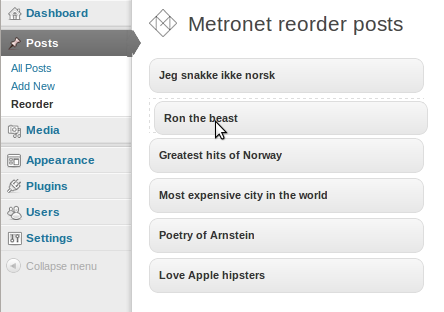 Dashboard
Posts
All Posts
Add New
Reorder
Media
Appearance
Plugins
Users
Settings
Collapse menu
Metronet reorder posts
Jeg snakke ikke norsk
Ron the beast
Greatest hits of Norway
Most expensive city in the world
Poetry of Arnstein
Love Apple hipsters